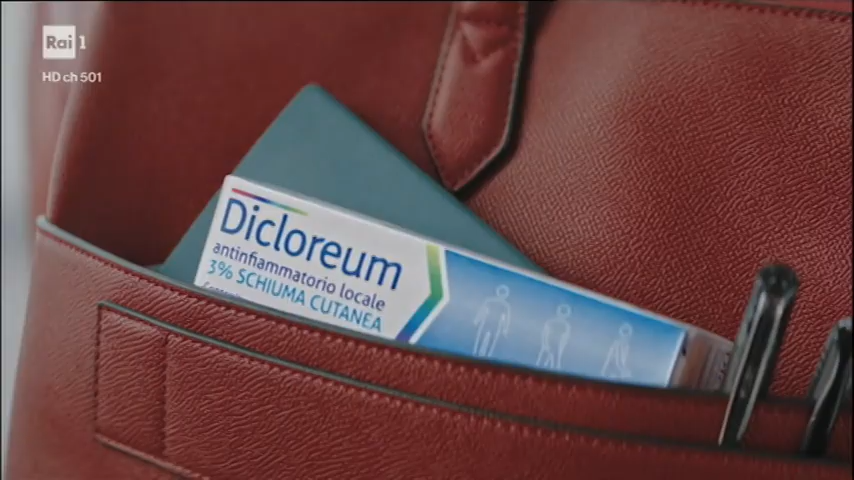 Rai 1
HD ch 501
Dicloreum
antinfiammatorio locale
3% SCHIUMA CUTANEA